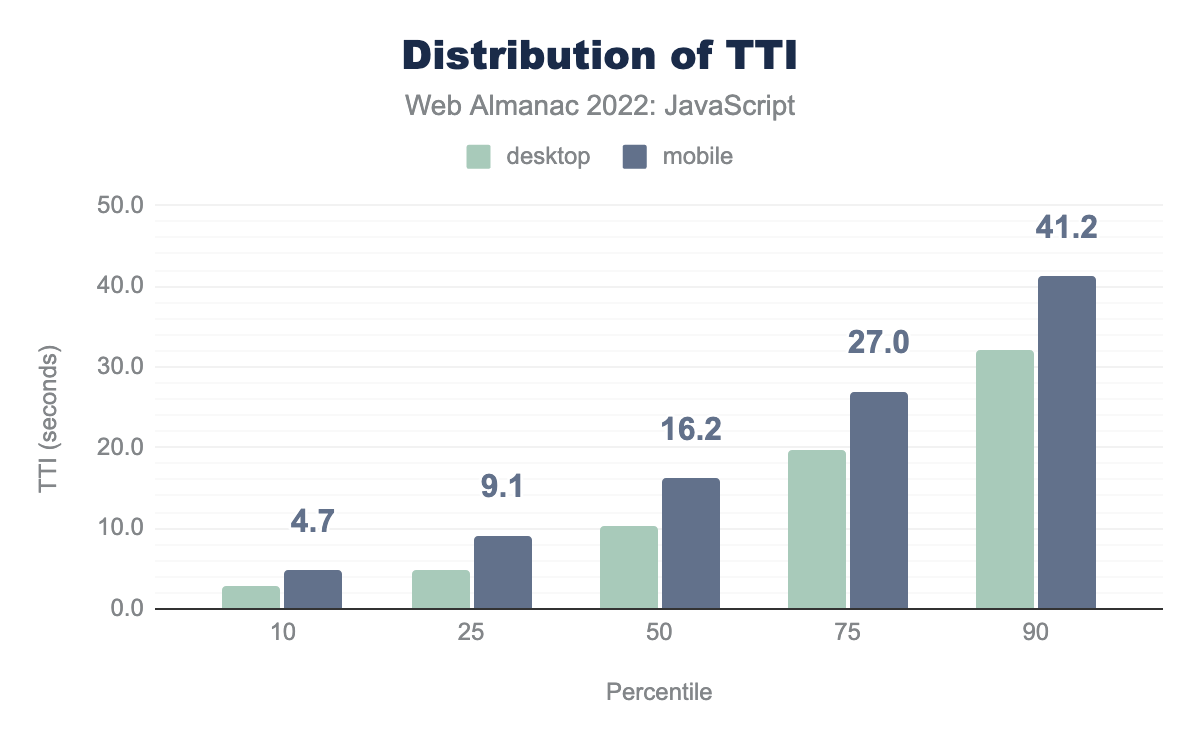 Distribution of TTI
Web Almanac 2022: JavaScript
desktop mobile
50.0
40.0
30.0
20.0
10.0
0.0
TTI (seconds)
4.7
9.1
16.2
27.0
41.2
10 25 50 75 90
Percentile